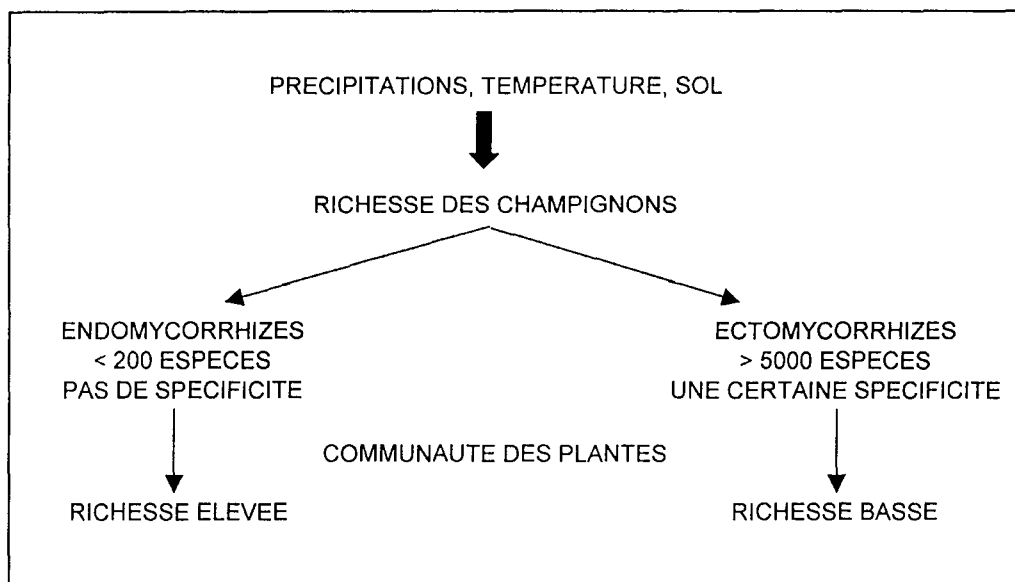 PRECIPITATIONS, TEMPERATURE, SOL
RICHESSE DES CHAMPIGNONS
ENDOMYCORRHIZES
< 200 ESPECES
PAS DE SPECIFICITE
ECTOMYCORRHIZES
> 5000 ESPECES
UNE CERTAINE SPECIFICITE
COMMUNAUTE DES PLANTES
RICHESSE ELEVEE
RICHESSE BASSE